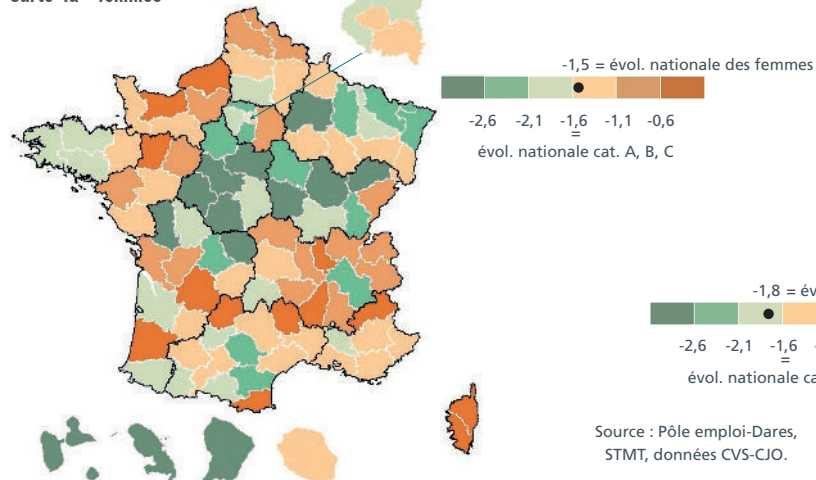 -1,5 = évol. nationale des femmes
-2,6 -2,1 -1,6 -1,1 -0,6
=
évol. nationale cat. A, B, C
-1,8 = év
-2,6 -2,1 -1,6 -
=
évol. nationale ca
Source : Pôle emploi-Dares,
STMT, données CVS-CJO.